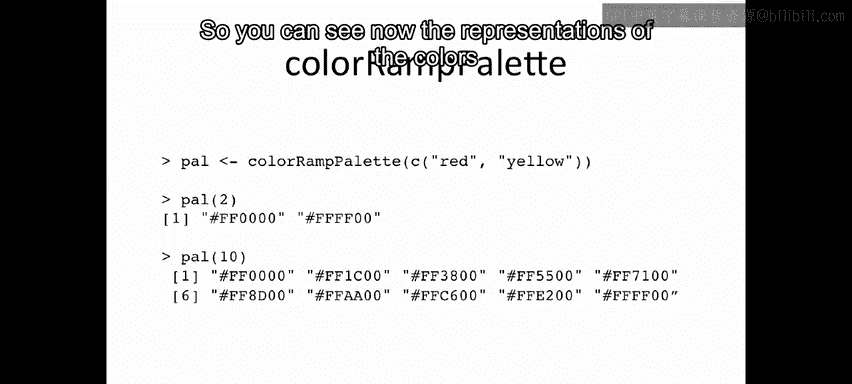 So you can see now the representations of
the colors
colorRampPalette
> pal <- colorRampPalette(c("red", "yellow"))
> pal(2)
[1] "#FF0000" "#FFFF00"
> pal(10)
[1] "#FF0000" "#FF1C00" "#FF3800" "#FF5500" "#FF7100"
[6] "#FF8D00" "#FFAA00" "#FFC600" "#FFE200" "#FFFF00”